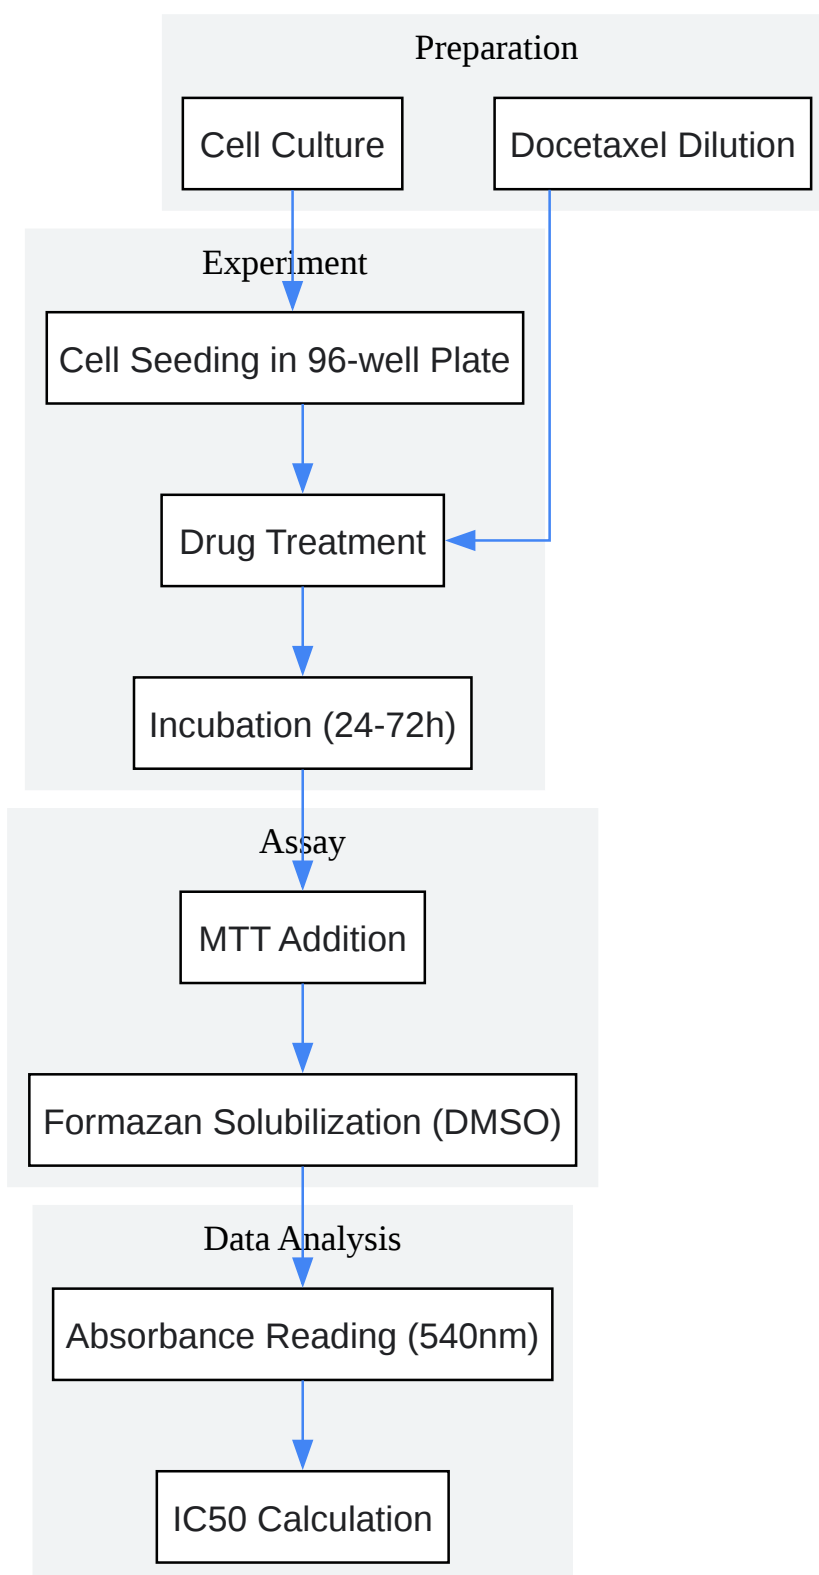 Preparation
Cell Culture
Docetaxel Dilution
Experiment
Cell Seeding in 96-well Plate
Drug Treatment
Incubation (24-72h)
Assay
MTT Addition
Formazan Solubilization (DMSO)
Data Analysis
Absorbance Reading (540nm)
IC50 Calculation